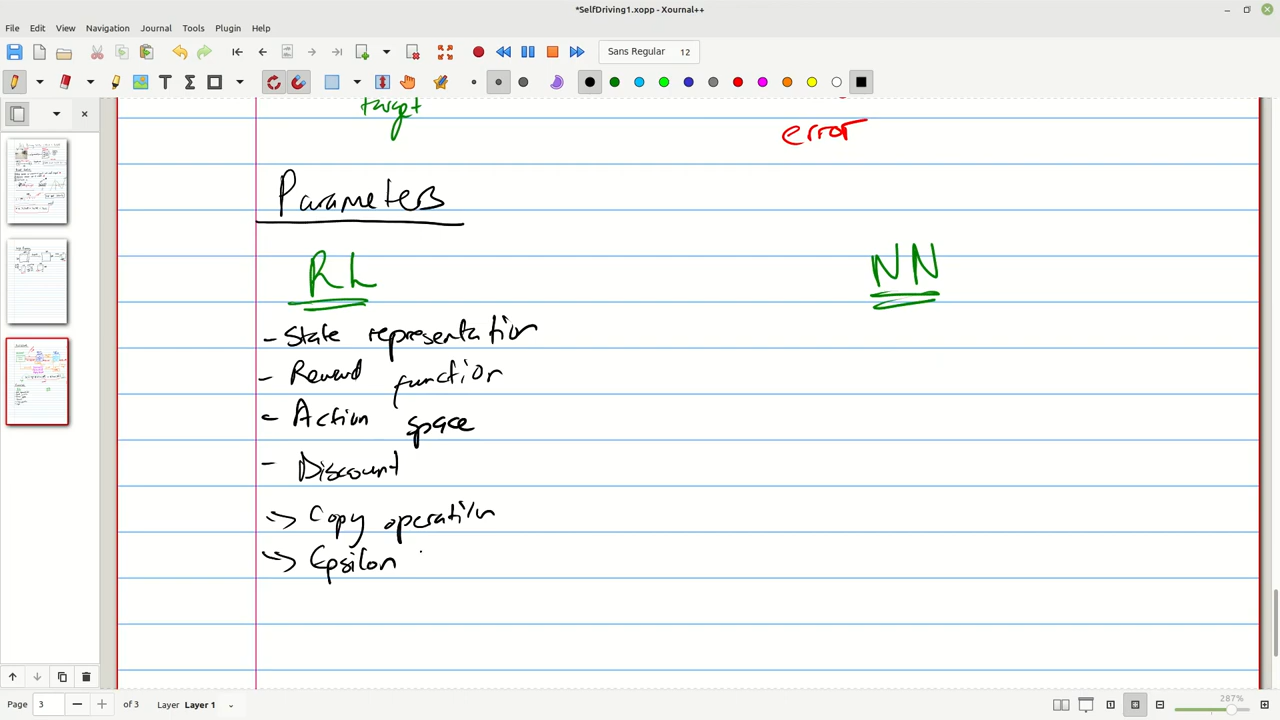 *SelfDriving1.xopp - Xournal++
File Edit View Navigation Journal Tools Plugin Help
Sans Regular 12
target
error
Parameters
RL NN
- State representation
- Reward function
- Action space
- Discount
-> Copy operation
-> Epsilon
Page 3 of 3 Layer Layer 1
287%